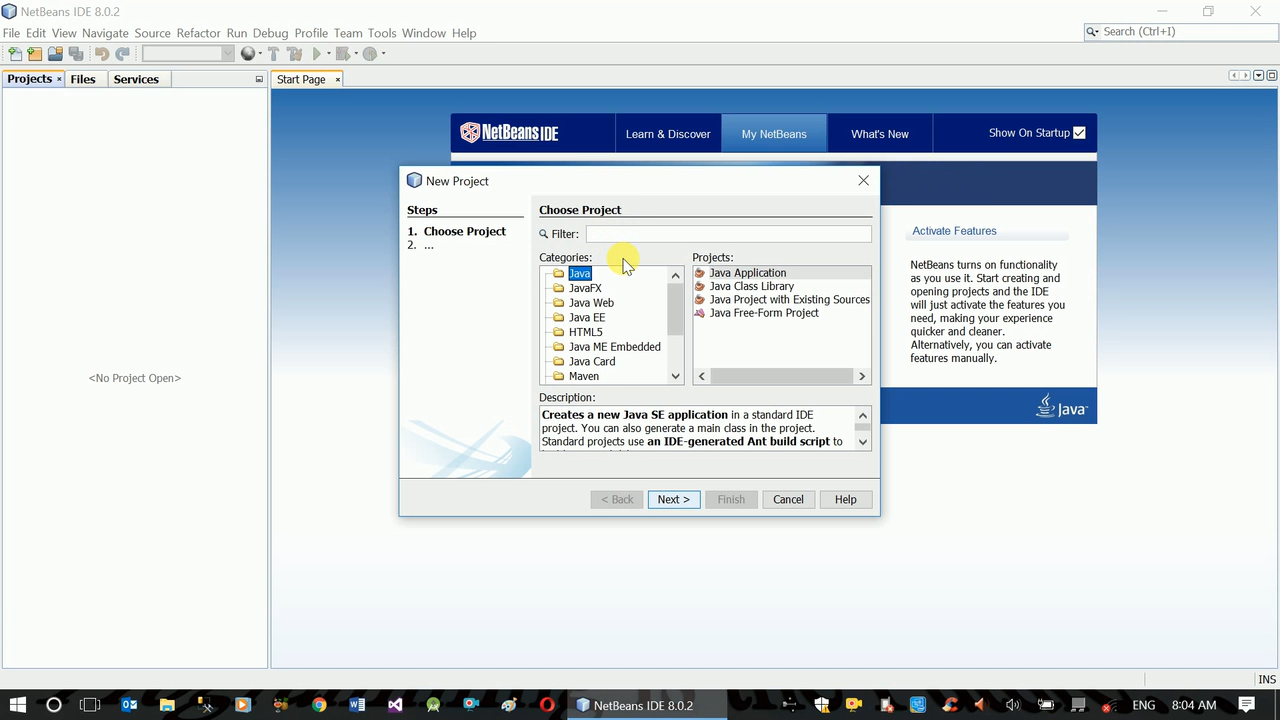 NetBeans IDE 8.0.2
File Edit View Navigate Source Refactor Run Debug Profile Team Tools Window Help
Search (Ctrl+I)
Projects Files Services
Start Page
NetBeans IDE
Learn & Discover My NetBeans What's New Show On Startup
New Project
Steps
1. Choose Project
2. ...
Choose Project
Filter:
Categories:
Java
JavaFX
Java Web
Java EE
HTML5
Java ME Embedded
Java Card
Maven
Projects:
Java Application
Java Class Library
Java Project with Existing Sources
Java Free-Form Project
Description:
Creates a new Java SE application in a standard IDE
project. You can also generate a main class in the project.
Standard projects use an IDE-generated Ant build script to
< Back Next > Finish Cancel Help
Activate Features
NetBeans turns on functionality
as you use it. Start creating and
opening projects and the IDE
will just activate the features you
need, making your experience
quicker and cleaner.
Alternatively, you can activate
features manually.
Java
<No Project Open>
INS
NetBeans IDE 8.0.2
ENG 8:04 AM